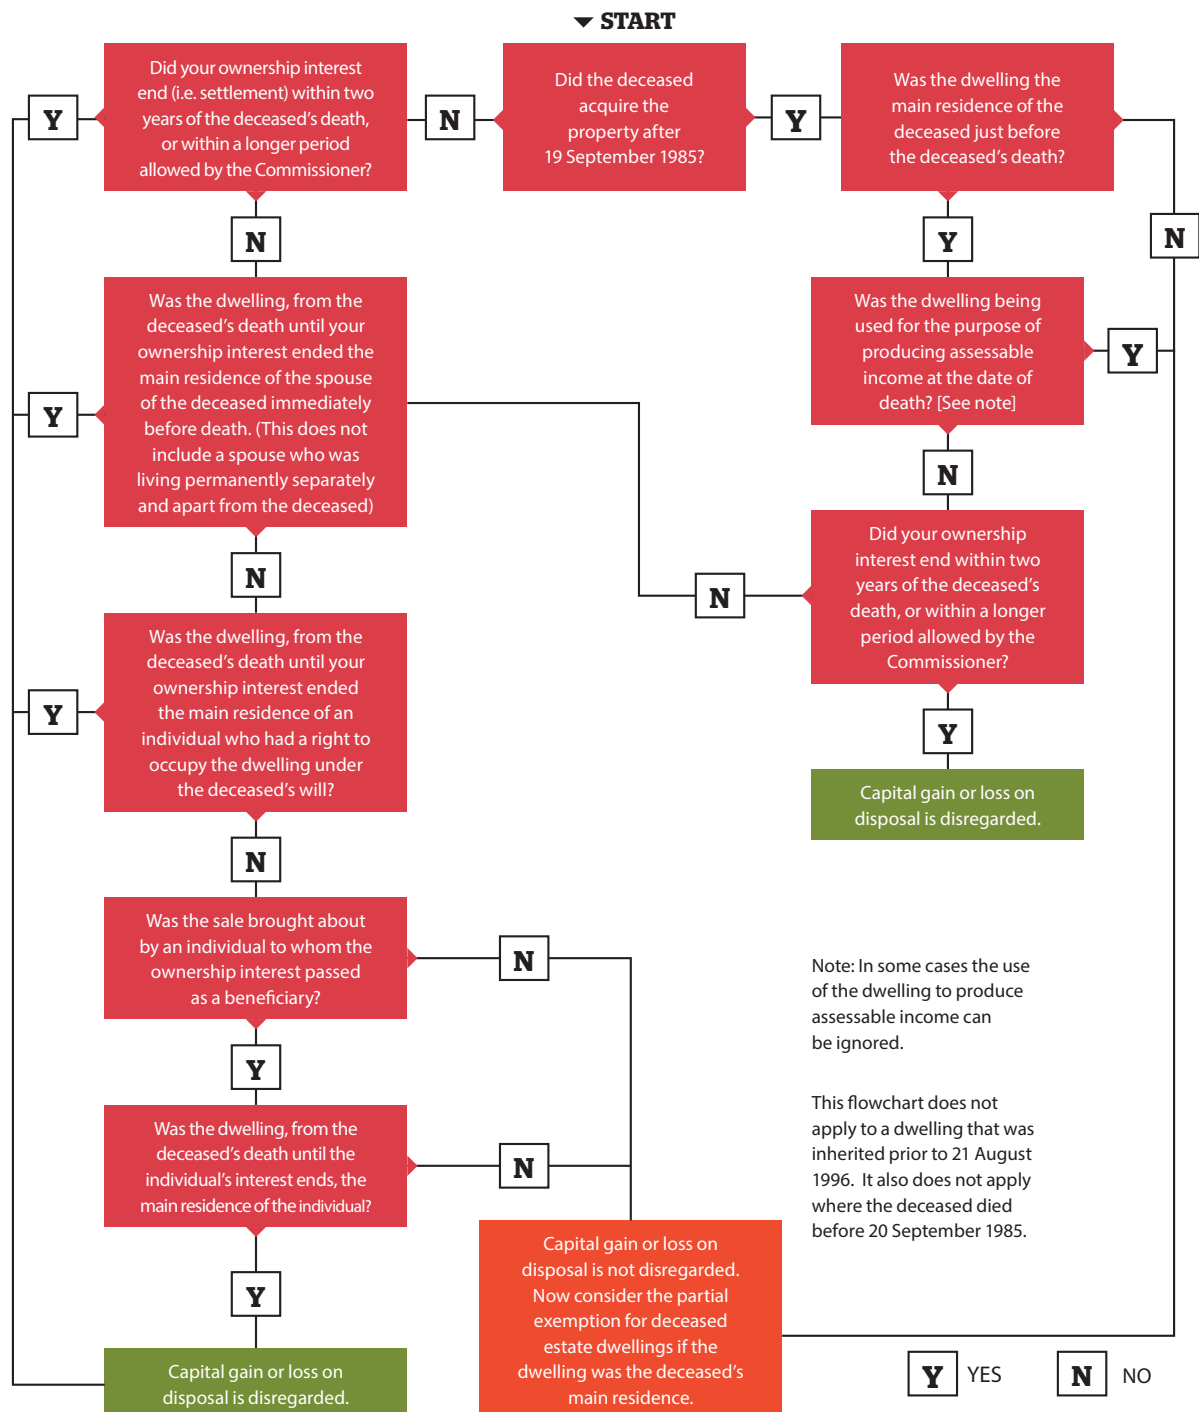 START
Did your ownership interest
end (i.e. settlement) within two
years of the deceased's death,
or within a longer period
allowed by the Commissioner?
Y
N
Did the deceased
acquire the
property after
19 September 1985?
Y
Was the dwelling the
main residence of the
deceased just before
the deceased's death?
N
Y
N
Was the dwelling, from the
deceased's death until your
ownership interest ended the
main residence of the spouse
of the deceased immediately
before death. (This does not
include a spouse who was
living permanently separately
and apart from the deceased)
Y
Was the dwelling being
used for the purpose of
producing assessable
income at the date of
death? [See note]
Y
N
N
Did your ownership
interest end within two
years of the deceased's
death, or within a longer
period allowed by the
Commissioner?
N
Y
Capital gain or loss on
disposal is disregarded.
Was the dwelling, from the
deceased's death until your
ownership interest ended
the main residence of an
individual who had a right to
occupy the dwelling under
the deceased's will?
Y
N
Was the sale brought about
by an individual to whom the
ownership interest passed
as a beneficiary?
N
Y
Was the dwelling, from the
deceased's death until the
individual's interest ends, the
main residence of the individual?
N
Y
Capital gain or loss on
disposal is disregarded.
Capital gain or loss on
disposal is not disregarded.
Now consider the partial
exemption for deceased
estate dwellings if the
dwelling was the deceased's
main residence.
Note: In some cases the use
of the dwelling to produce
assessable income can
be ignored.
This flowchart does not
apply to a dwelling that was
inherited prior to 21 August
1996. It also does not apply
where the deceased died
before 20 September 1985.
Y YES
N NO